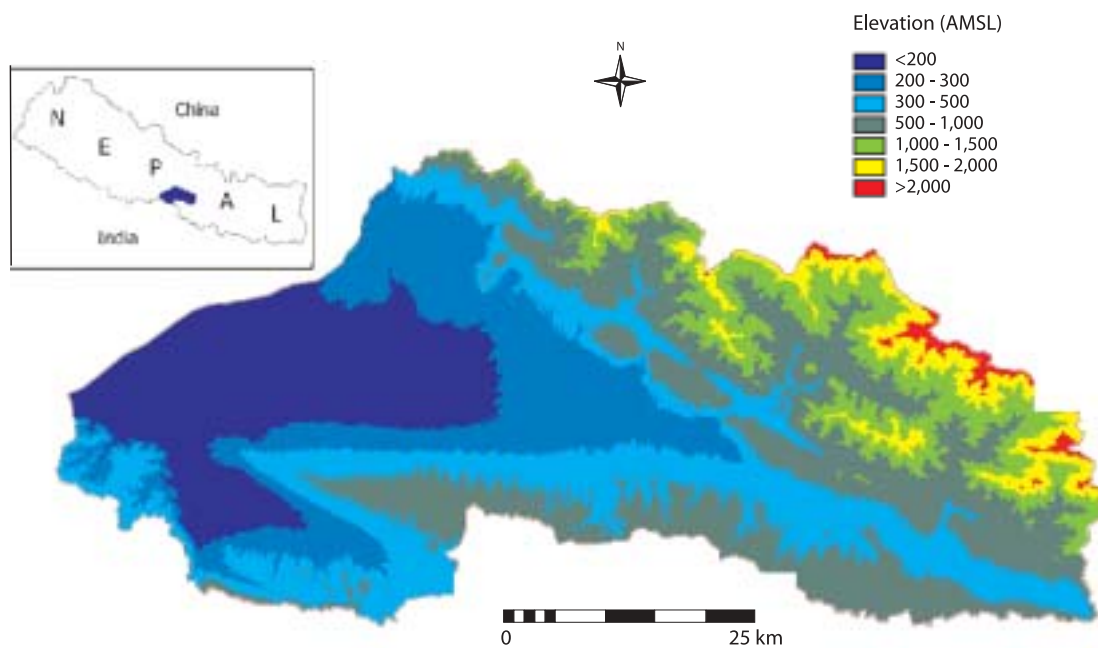 Elevation (AMSL)
<200
200 - 300
300 - 500
500 - 1,000
1,000 - 1,500
1,500 - 2,000
>2,000
N
China
N
E
P
A
L
India
0 25 km